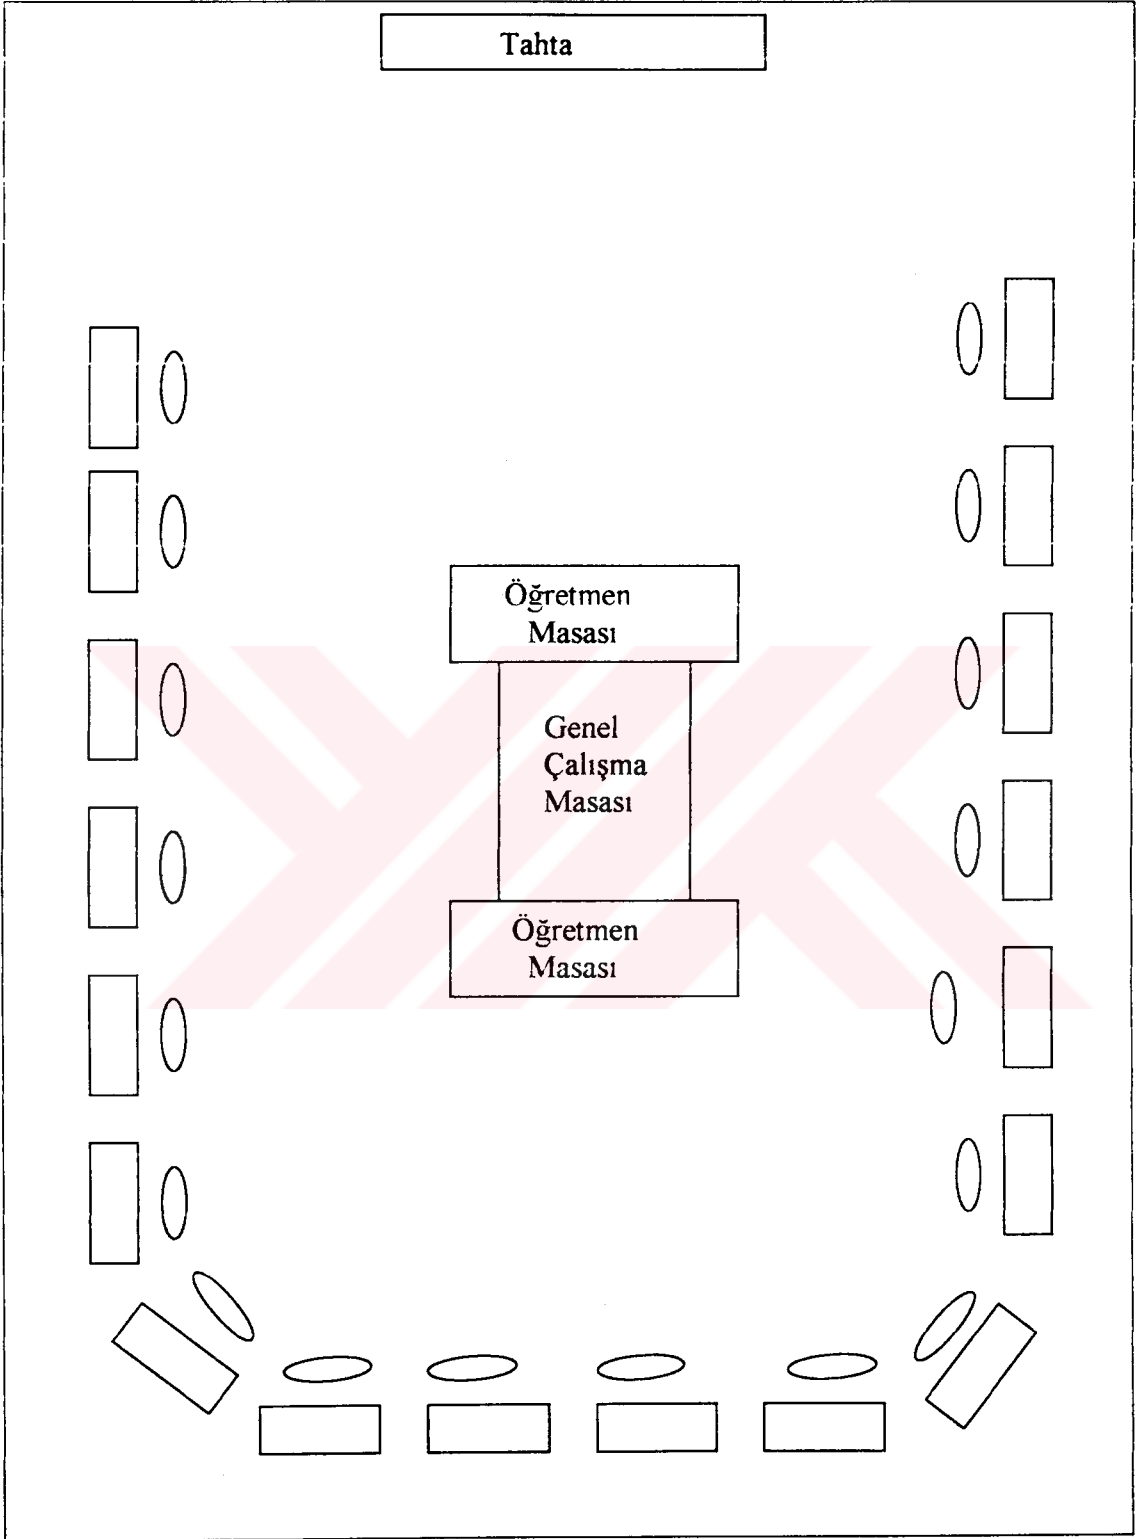 Tahta
Öğretmen
Masası
Genel
Çalışma
Masası
Öğretmen
Masası